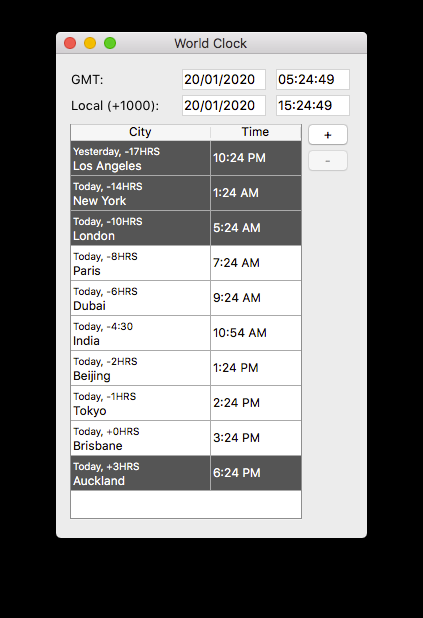 World Clock
GMT: 20/01/2020 05:24:49
Local (+1000): 20/01/2020 15:24:49
City Time +
-
Yesterday, -17HRS
Los Angeles 10:24 PM
Today, -14HRS
New York 1:24 AM
Today, -10HRS
London 5:24 AM
Today, -8HRS
Paris 7:24 AM
Today, -6HRS
Dubai 9:24 AM
Today, -4:30
India 10:54 AM
Today, -2HRS
Beijing 1:24 PM
Today, -1HRS
Tokyo 2:24 PM
Today, +0HRS
Brisbane 3:24 PM
Today, +3HRS
Auckland 6:24 PM